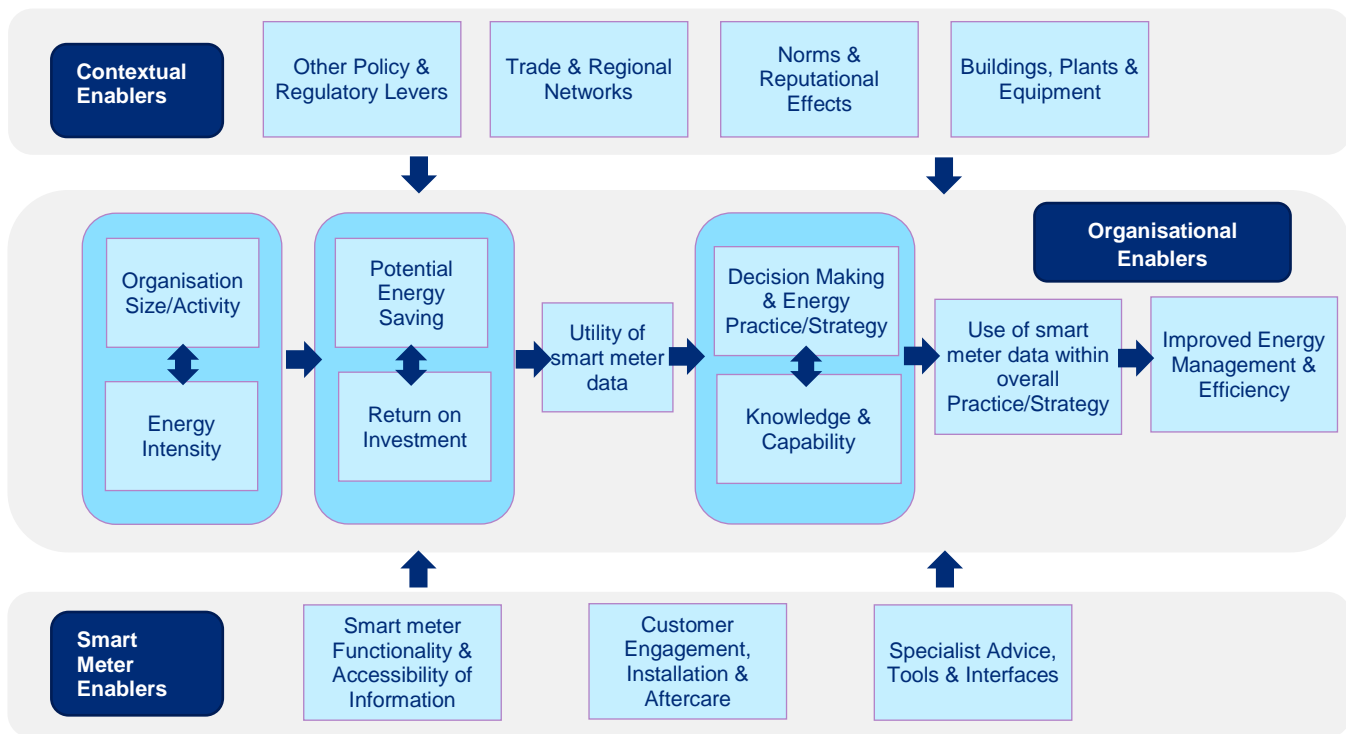 Contextual
Enablers
Other Policy &
Regulatory Levers
Trade & Regional
Networks
Norms &
Reputational
Effects
Buildings, Plants &
Equipment
Organisational
Enablers
Organisation
Size/Activity
Energy
Intensity
Potential
Energy
Saving
Return on
Investment
Utility of
smart meter
data
Decision Making
& Energy
Practice/Strategy
Knowledge &
Capability
Use of smart
meter data within
overall
Practice/Strategy
Improved Energy
Management &
Efficiency
Smart
Meter
Enablers
Smart meter
Functionality &
Accessibility of
Information
Customer
Engagement,
Installation &
Aftercare
Specialist Advice,
Tools & Interfaces